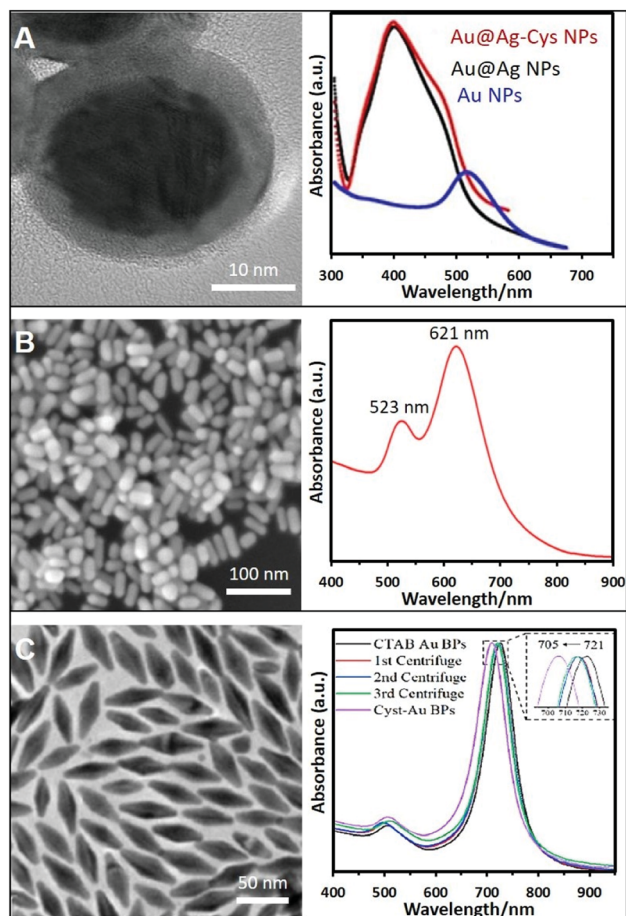 A
10 nm
Au@Ag-Cys NPs
Au@Ag NPs
Au NPs
Absorbance (a.u.)
300 400 500 600 700
Wavelength/nm
B
100 nm
621 nm
523 nm
Absorbance (a.u.)
400 500 600 700 800 900
Wavelength/nm
C
50 nm
CTAB Au BPs
1st Centrifuge
2nd Centrifuge
3rd Centrifuge
Cyst-Au BPs
705 ← 721
700 710 720 730
Absorbance (a.u.)
400 500 600 700 800 900
Wavelength/nm